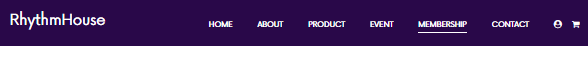 RhythmHouse
HOME ABOUT PRODUCT EVENT MEMBERSHIP CONTACT